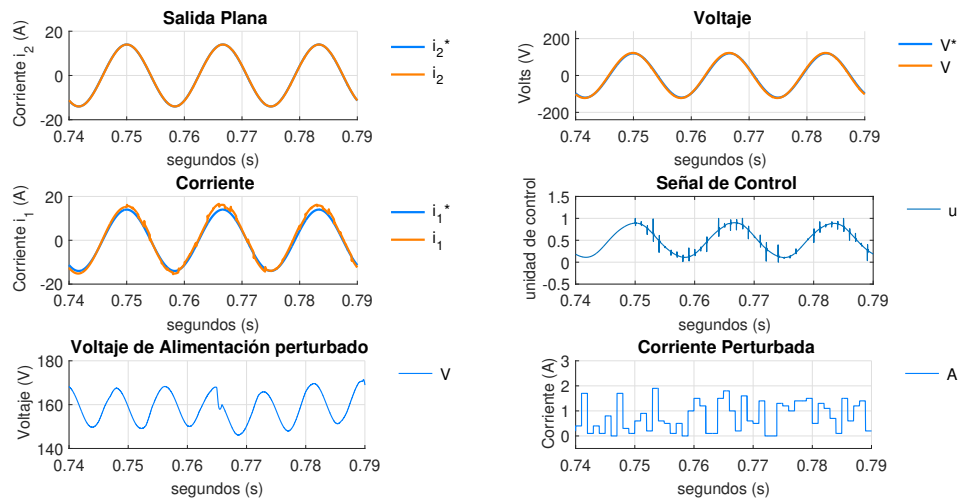 Salida Plana
Corriente i2 (A)
20
0
-20
0.74 0.75 0.76 0.77 0.78 0.79
segundos (s)
i2*
i2
Voltaje
Volts (V)
200
0
-200
0.74 0.75 0.76 0.77 0.78 0.79
segundos (s)
V*
V
Corriente
Corriente i1 (A)
20
0
-20
0.74 0.75 0.76 0.77 0.78 0.79
segundos (s)
i1*
i1
Señal de Control
unidad de control
1.5
1
0.5
0
-0.5
0.74 0.75 0.76 0.77 0.78 0.79
segundos (s)
u
Voltaje de Alimentación perturbado
Voltaje (V)
180
160
140
0.74 0.75 0.76 0.77 0.78 0.79
segundos (s)
V
Corriente Perturbada
Corriente (A)
3
2
1
0
0.74 0.75 0.76 0.77 0.78 0.79
segundos (s)
A